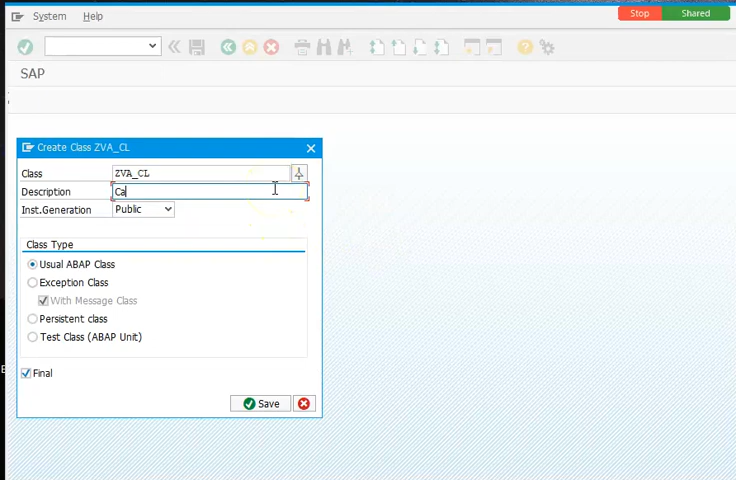 System Help
Stop Shared
SAP
Create Class ZVA_CL
Class ZVA_CL
Description Ca
Inst.Generation Public
Class Type
Usual ABAP Class
Exception Class
With Message Class
Persistent class
Test Class (ABAP Unit)
Final
Save